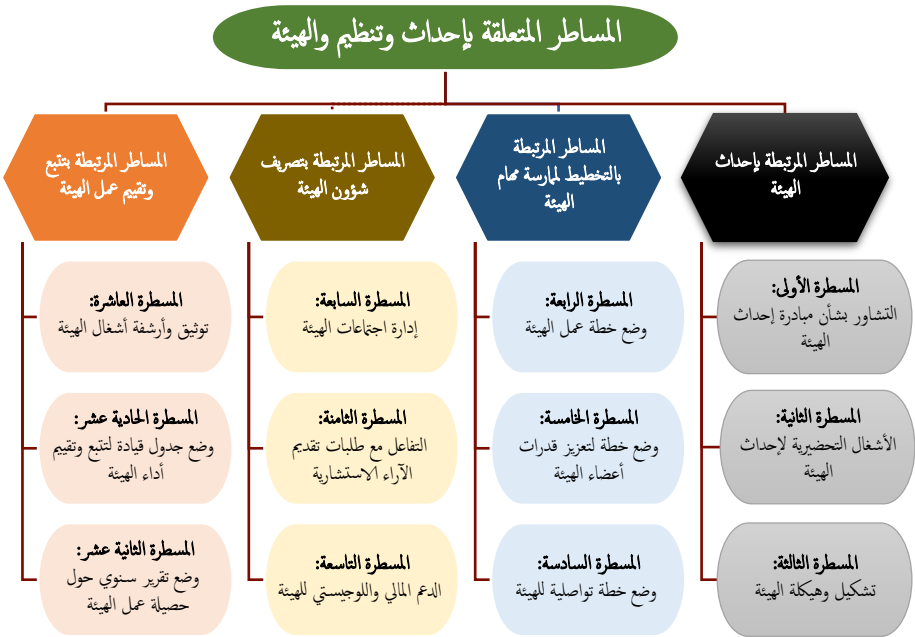 المساطر المتعلقة بإحداث وتنظيم والهيئة
المساطر المرتبطة بإحداث
الهيئة
المسطرة الأولى:
التشاور بشأن مبادرة إحداث
الهيئة
المسطرة الثانية:
الأشغال التحضيرية لإحداث
الهيئة
المسطرة الثالثة:
تشكيل وهيكلة الهيئة
المساطر المرتبطة
بالتخطيط لممارسة مهام
الهيئة
المسطرة الرابعة:
وضع خطة عمل الهيئة
المسطرة الخامسة:
وضع خطة لتعزيز قدرات
أعضاء الهيئة
المسطرة السادسة:
وضع خطة تواصلية للهيئة
المساطر المرتبطة بتصريف
شؤون الهيئة
المسطرة السابعة:
إدارة اجتماعات الهيئة
المسطرة الثامنة:
التفاعل مع طلبات تقديم
الآراء الاستشارية
المسطرة التاسعة:
الدعم المالي واللوجيستي للهيئة
المساطر المرتبطة بتتبع
وتقييم عمل الهيئة
المسطرة العاشرة:
توثيق وأرشفة أشغال الهيئة
المسطرة الحادية عشر:
وضع جدول قيادة لتتبع وتقييم
أداء الهيئة
المسطرة الثانية عشر:
وضع تقرير سنوي حول
حصيلة عمل الهيئة